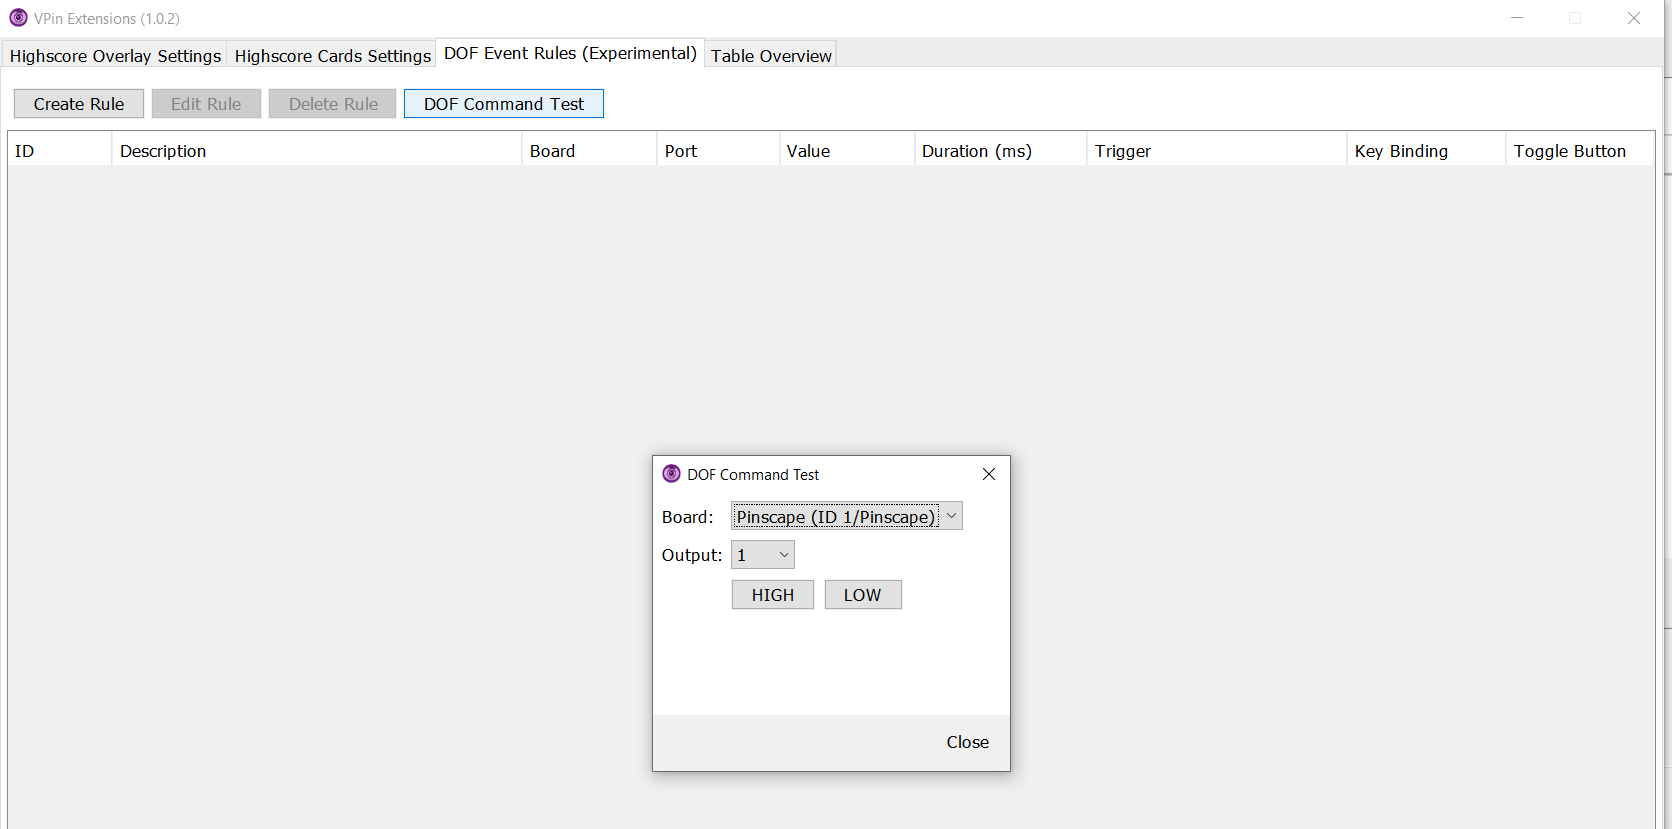 VPin Extensions (1.0.2)
Highscore Overlay Settings Highscore Cards Settings DOF Event Rules (Experimental) Table Overview
Create Rule Edit Rule Delete Rule DOF Command Test
ID Description Board Port Value Duration (ms) Trigger Key Binding Toggle Button
DOF Command Test
Board: Pinscape (ID 1/Pinscape)
Output: 1
HIGH LOW
Close